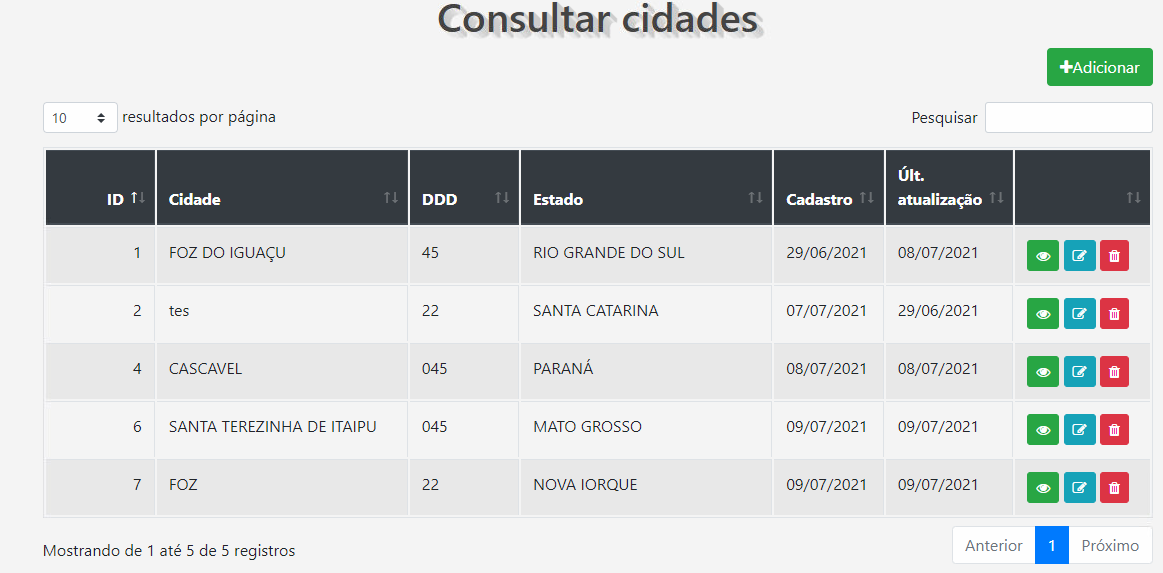 Consultar cidades
Adicionar
10 resultados por página
Pesquisar
ID Cidade DDD Estado Cadastro Últ. atualização
1 FOZ DO IGUAÇU 45 RIO GRANDE DO SUL 29/06/2021 08/07/2021
2 tes 22 SANTA CATARINA 07/07/2021 29/06/2021
4 CASCAVEL 045 PARANÁ 08/07/2021 08/07/2021
6 SANTA TEREZINHA DE ITAIPU 045 MATO GROSSO 09/07/2021 09/07/2021
7 FOZ 22 NOVA IORQUE 09/07/2021 09/07/2021
Mostrando de 1 até 5 de 5 registros
Anterior 1 Próximo